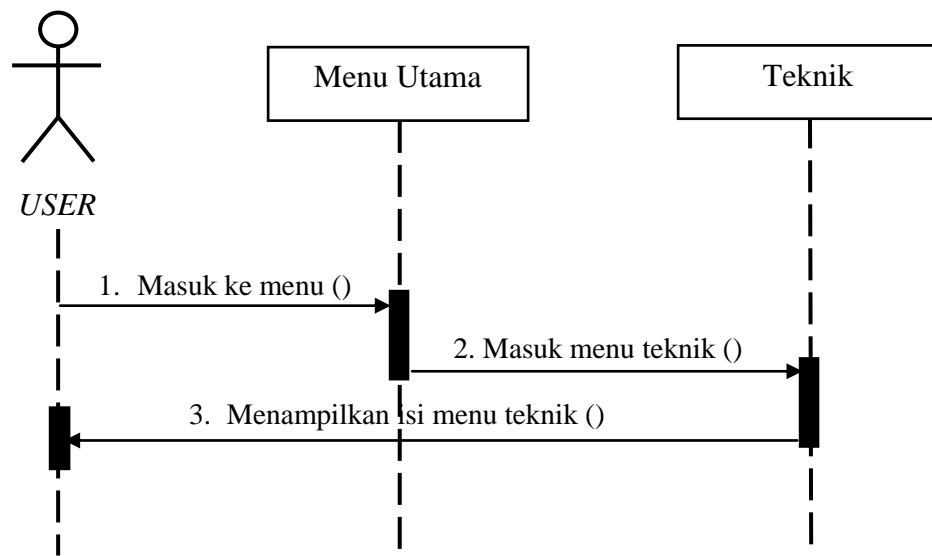 Menu Utama
Teknik
USER
1. Masuk ke menu ()
2. Masuk menu teknik ()
3. Menampilkan isi menu teknik ()